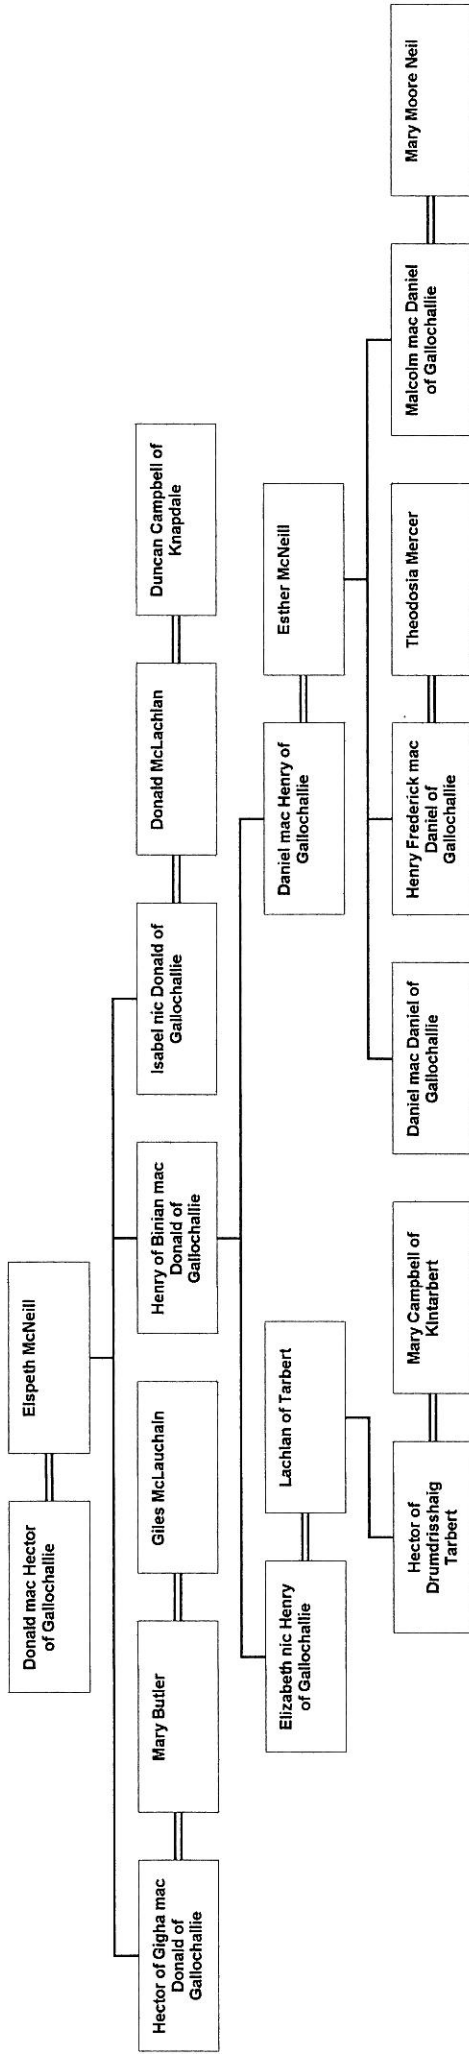 Donald mac Hector
of Gallochallie
Elspeth McNeill
Hector of Gigha mac
Donald of
Gallochallie
Mary Butler
Giles McLauchain
Henry of Binian mac
Donald of
Gallochallie
Isabel nic Donald of
Gallochallie
Donald McLachlan
Duncan Campbell of
Knapdale
Elizabeth nic Henry
of Gallochallie
Lachlan of Tarbert
Daniel mac Henry of
Gallochallie
Esther McNeill
Hector of
Drumdrisshaig
Tarbert
Mary Campbell of
KIntarbert
Daniel mac Daniel of
Gallochallie
Henry Frederick mac
Daniel of
Gallochallie
Theodosia Mercer
Malcolm mac Daniel
of Gallochallie
Mary Moore Neil